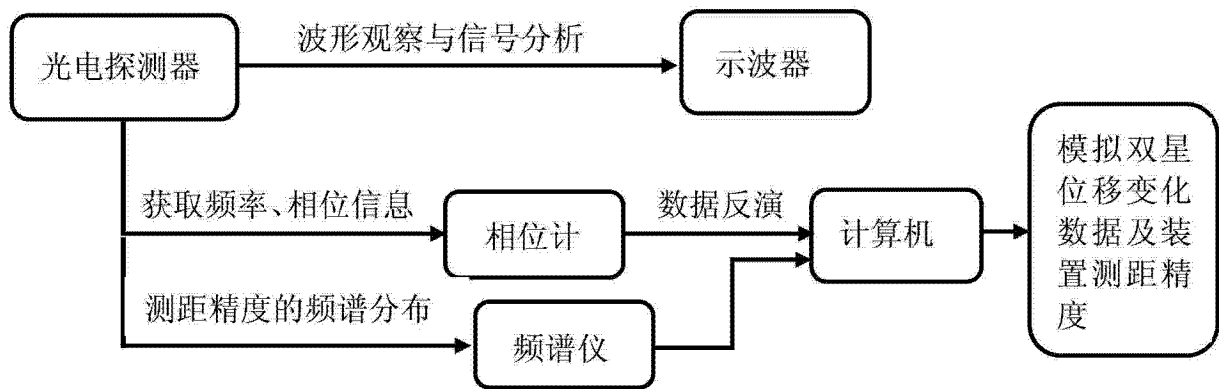 波形观察与信号分析
光电探测器
示波器
模拟双星
位移变化
数据及装
置测距精
度
获取频率、相位信息
数据反演
相位计
计算机
测距精度的频谱分布
频谱仪